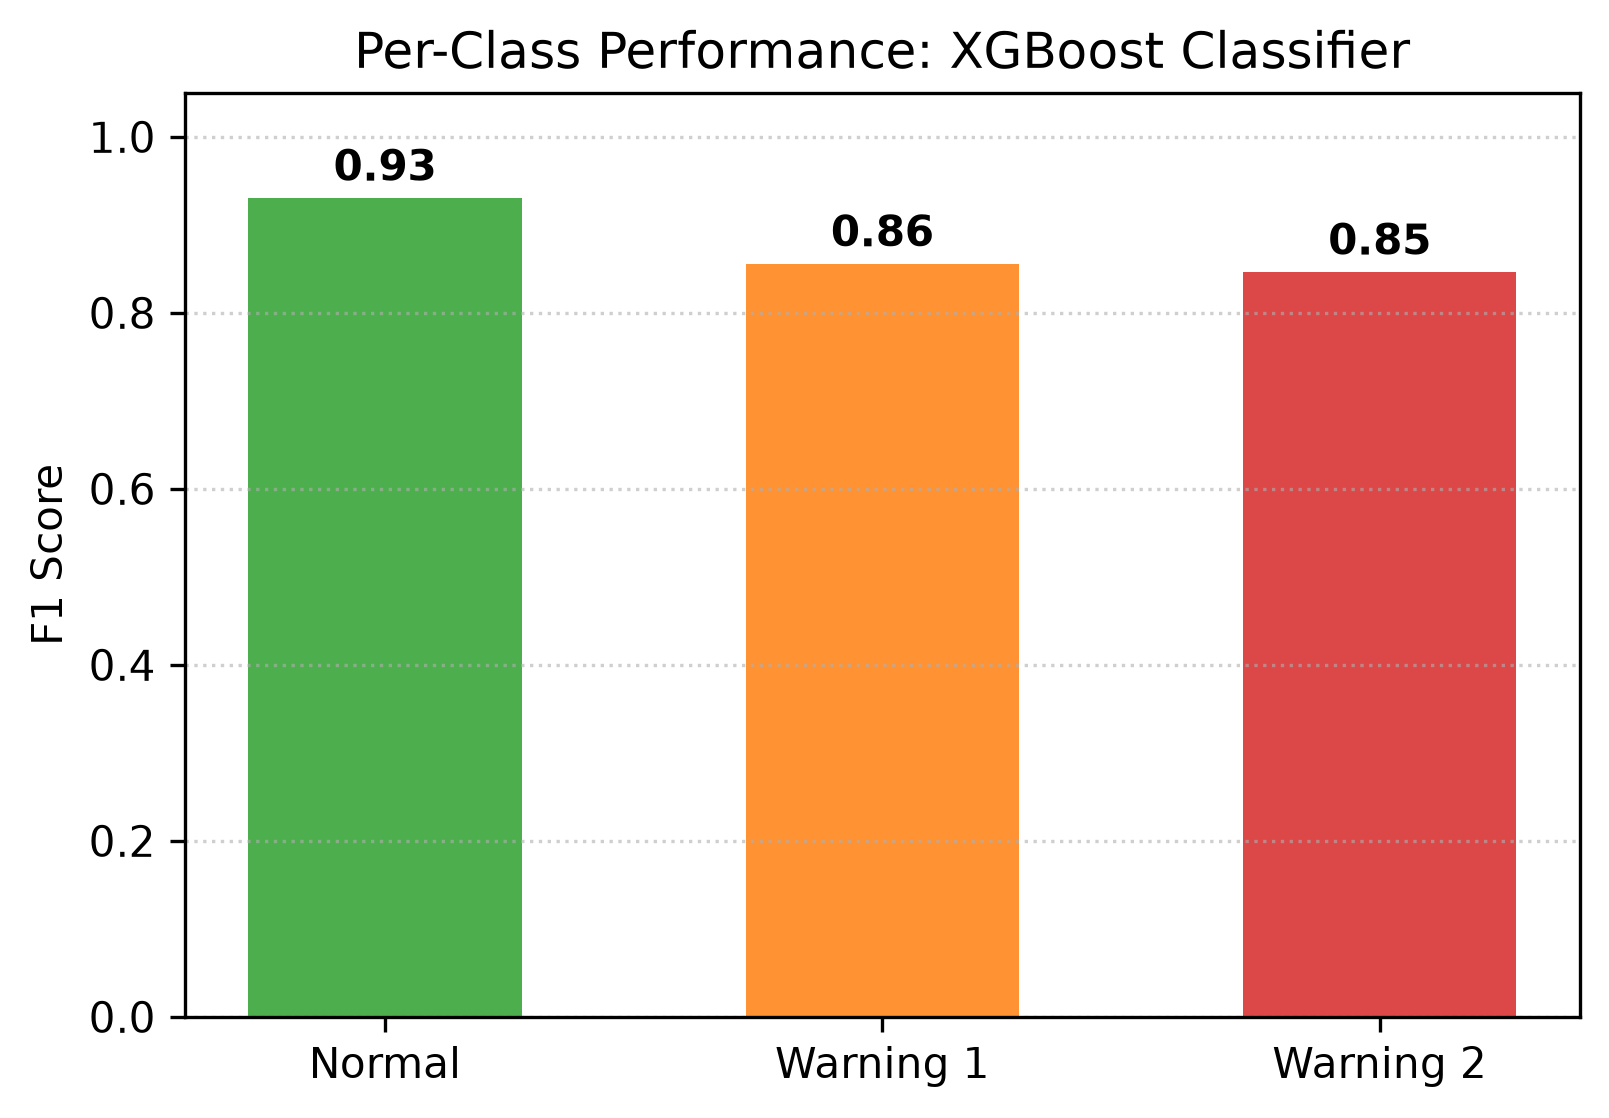 Per-Class Performance: XGBoost Classifier
1.0
0.93
0.86
0.85
0.8
0.6
F1 Score
0.4
0.2
0.0
Normal
Warning 1
Warning 2